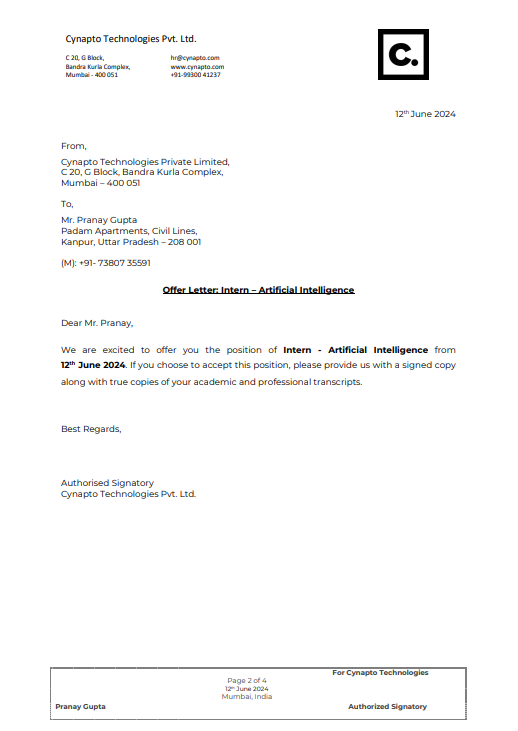 Cynapto Technologies Pvt. Ltd.
C 20, G Block,
Bandra Kurla Complex,
Mumbai - 400 051
hr@cynapto.com
www.cynapto.com
+91-99300 41237
C.
12th June 2024
From,
Cynapto Technologies Private Limited,
C 20, G Block, Bandra Kurla Complex,
Mumbai – 400 051
To,
Mr. Pranay Gupta
Padam Apartments, Civil Lines,
Kanpur, Uttar Pradesh – 208 001
(M): +91- 73807 35591
Offer Letter: Intern – Artificial Intelligence
Dear Mr. Pranay,
We are excited to offer you the position of Intern - Artificial Intelligence from
12th June 2024. If you choose to accept this position, please provide us with a signed copy
along with true copies of your academic and professional transcripts.
Best Regards,
Authorised Signatory
Cynapto Technologies Pvt. Ltd.
For Cynapto Technologies
Page 2 of 4
12th June 2024
Mumbai, India
Pranay Gupta
Authorized Signatory